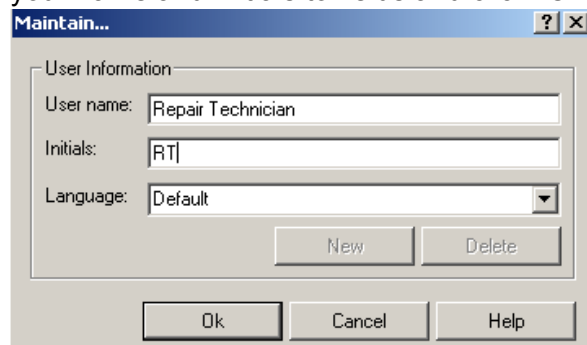 Maintain...
User Information
User name: Repair Technician
Initials: RT
Language: Default
New Delete
Ok Cancel Help